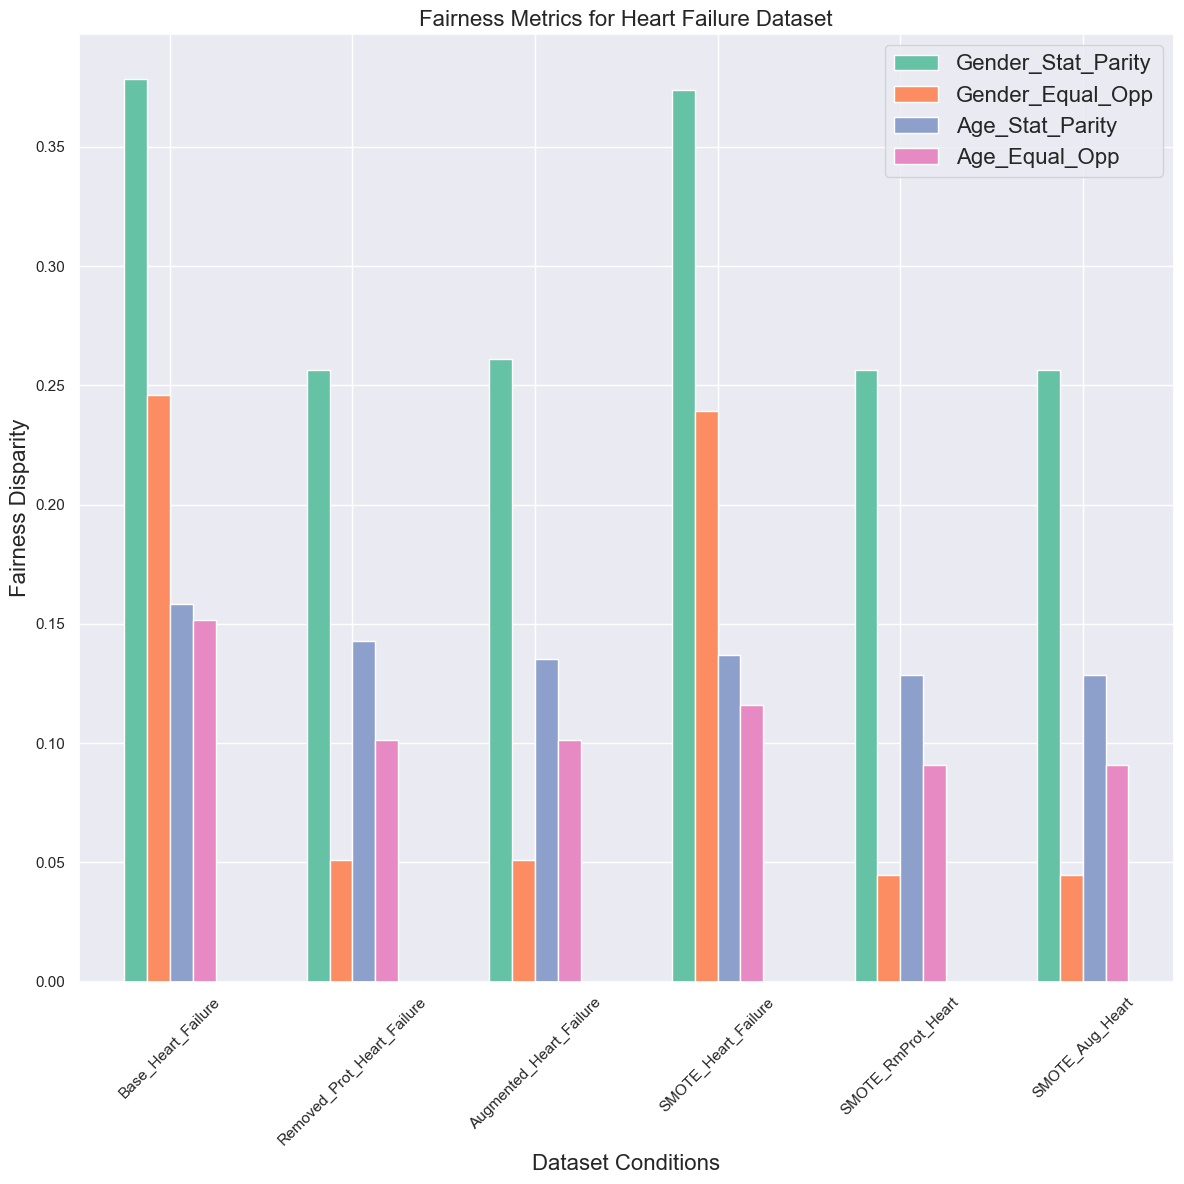 Fairness Metrics for Heart Failure Dataset
Gender_Stat_Parity
Gender_Equal_Opp
Age_Stat_Parity
Age_Equal_Opp
Fairness Disparity
0.35
0.30
0.25
0.20
0.15
0.10
0.05
0.00
Base_Heart_Failure
Removed_Prot_Heart_Failure
Augmented_Heart_Failure
SMOTE_Heart_Failure
SMOTE_RmProt_Heart
SMOTE_Aug_Heart
Dataset Conditions